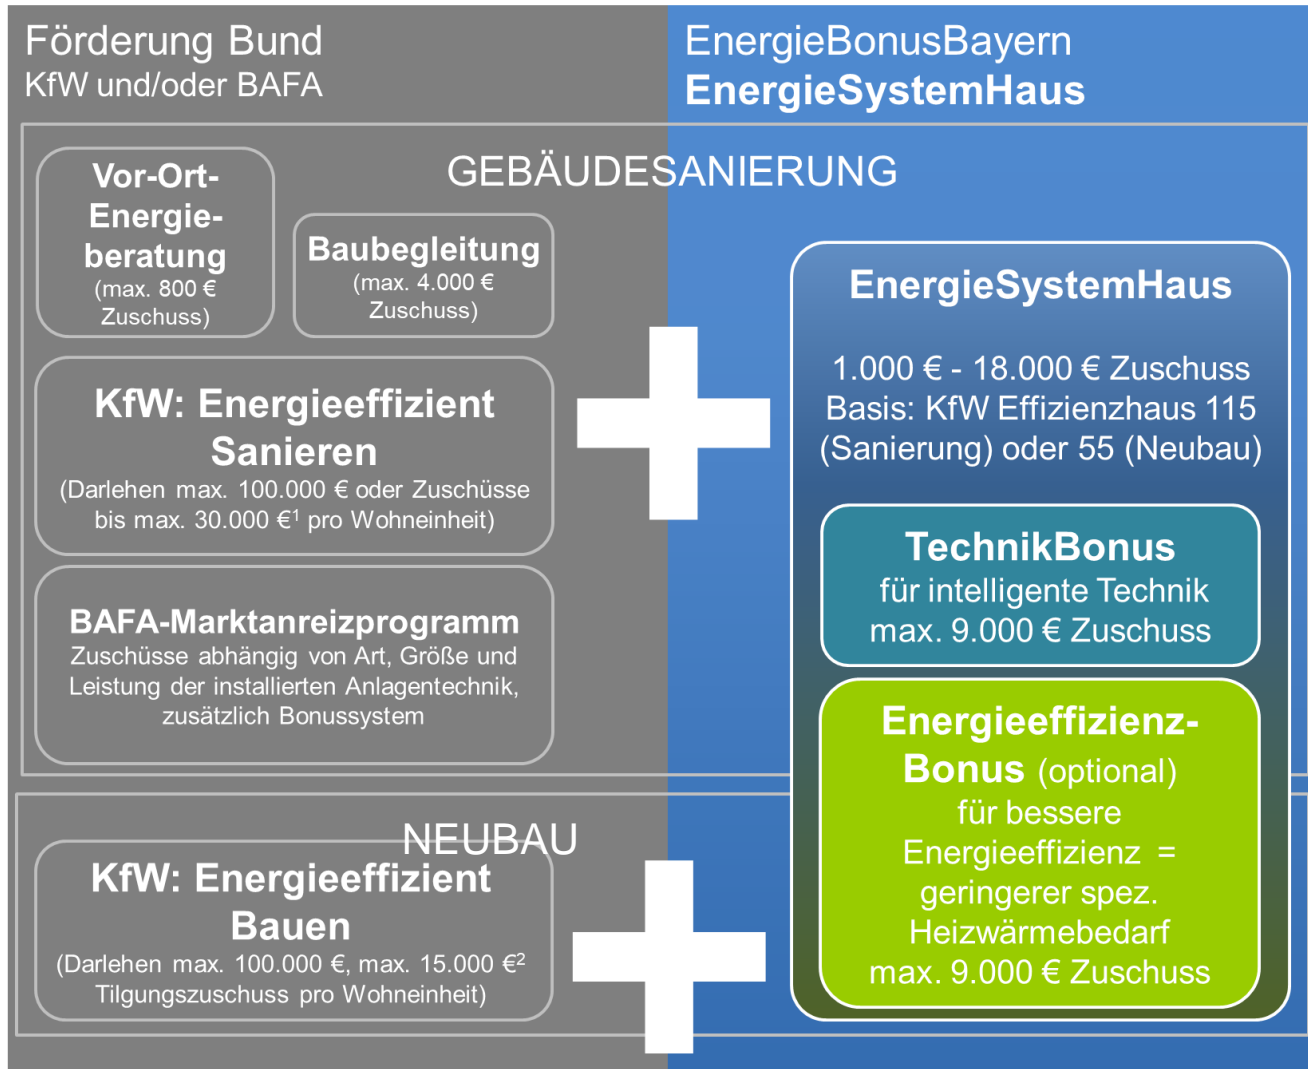 Förderung Bund
KfW und/oder BAFA
EnergieBonusBayern
EnergieSystemHaus
GEBÄUDESANIERUNG
Vor-Ort-
Energie-
beratung
(max. 800 €
Zuschuss)
Baubegleitung
(max. 4.000 €
Zuschuss)
KfW: Energieeffizient
Sanieren
(Darlehen max. 100.000 € oder Zuschüsse
bis max. 30.000 €¹ pro Wohneinheit)
BAFA-Marktanreizprogramm
Zuschüsse abhängig von Art, Größe und
Leistung der installierten Anlagentechnik,
zusätzlich Bonussystem
NEUBAU
KfW: Energieeffizient
Bauen
(Darlehen max. 100.000 €, max. 15.000 €²
Tilgungszuschuss pro Wohneinheit)
EnergieSystemHaus
1.000 € - 18.000 € Zuschuss
Basis: KfW Effizienzhaus 115
(Sanierung) oder 55 (Neubau)
TechnikBonus
für intelligente Technik
max. 9.000 € Zuschuss
Energieeffizienz-
Bonus (optional)
für bessere
Energieeffizienz =
geringerer spez.
Heizwärmebedarf
max. 9.000 € Zuschuss